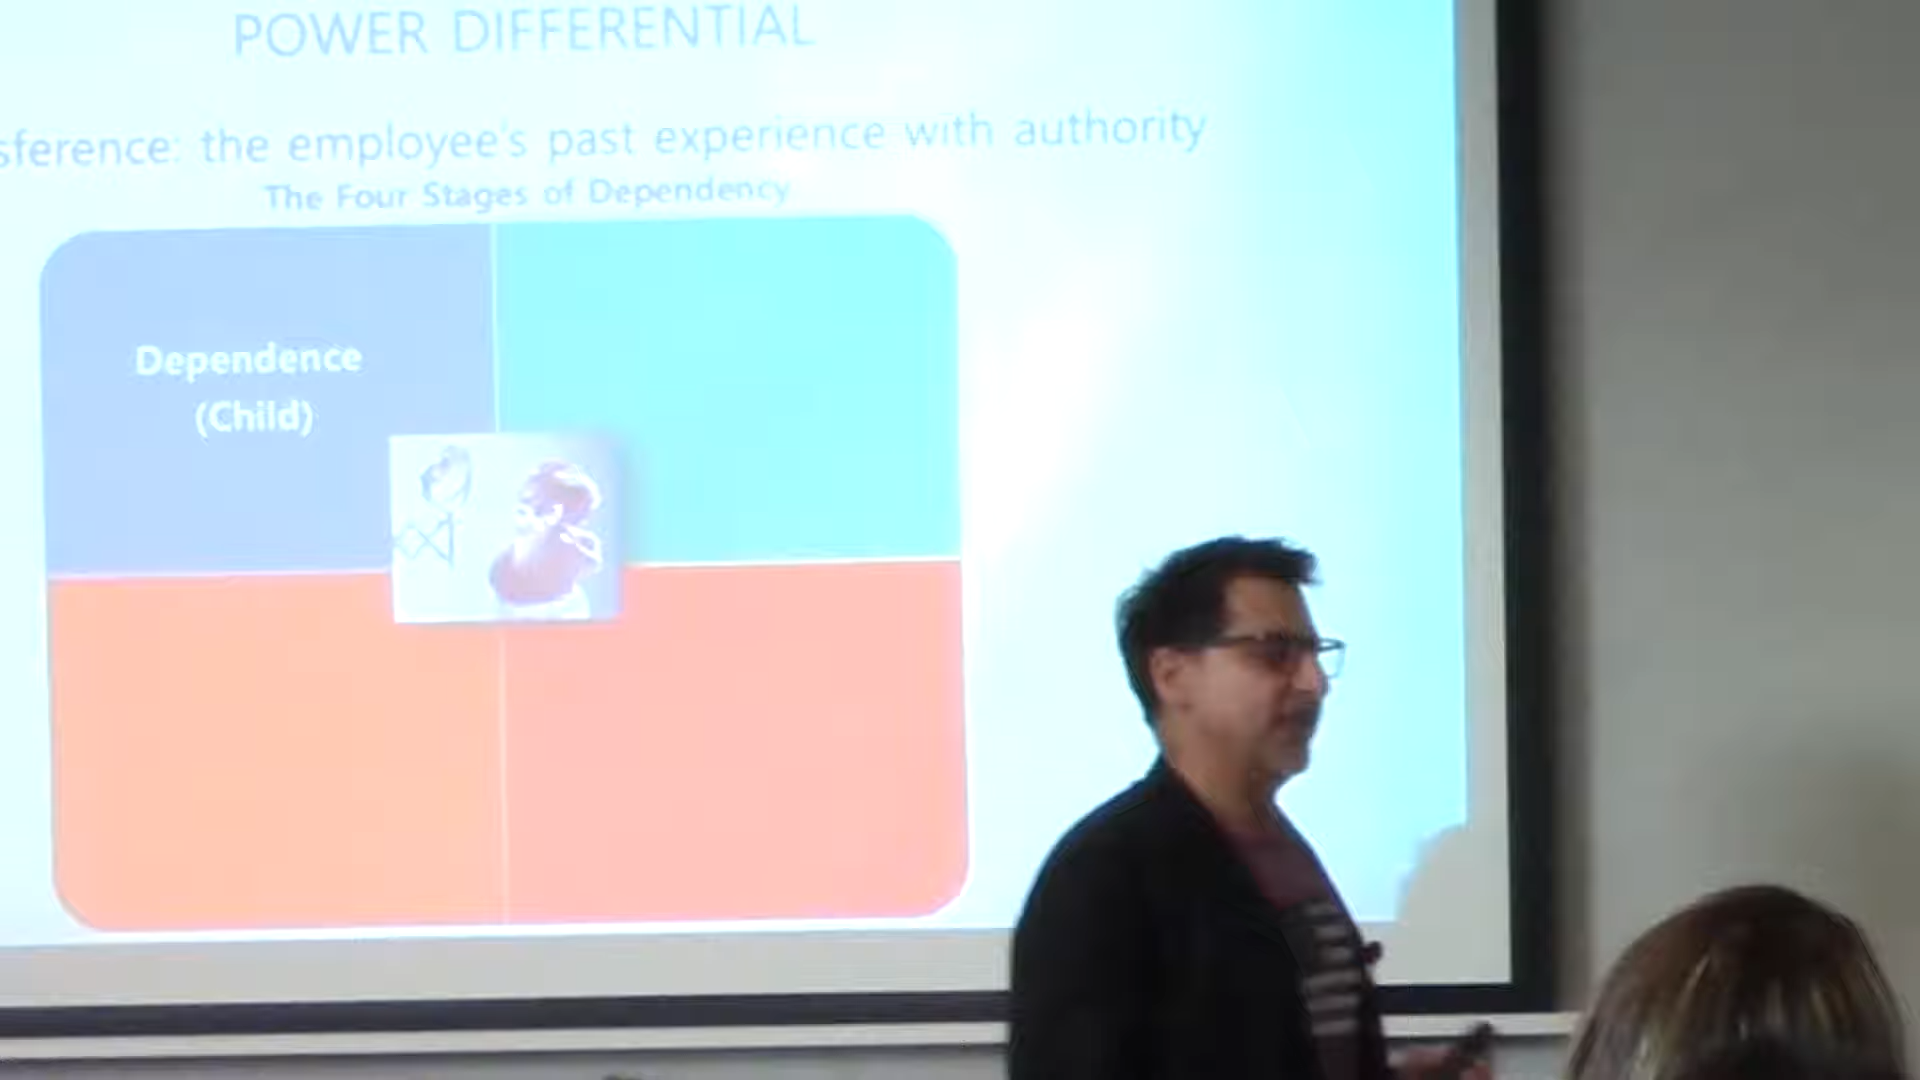 POWER DIFFERENTIAL
sference: the employee's past experience with authority
The Four Stages of Dependency
Dependence
(Child)